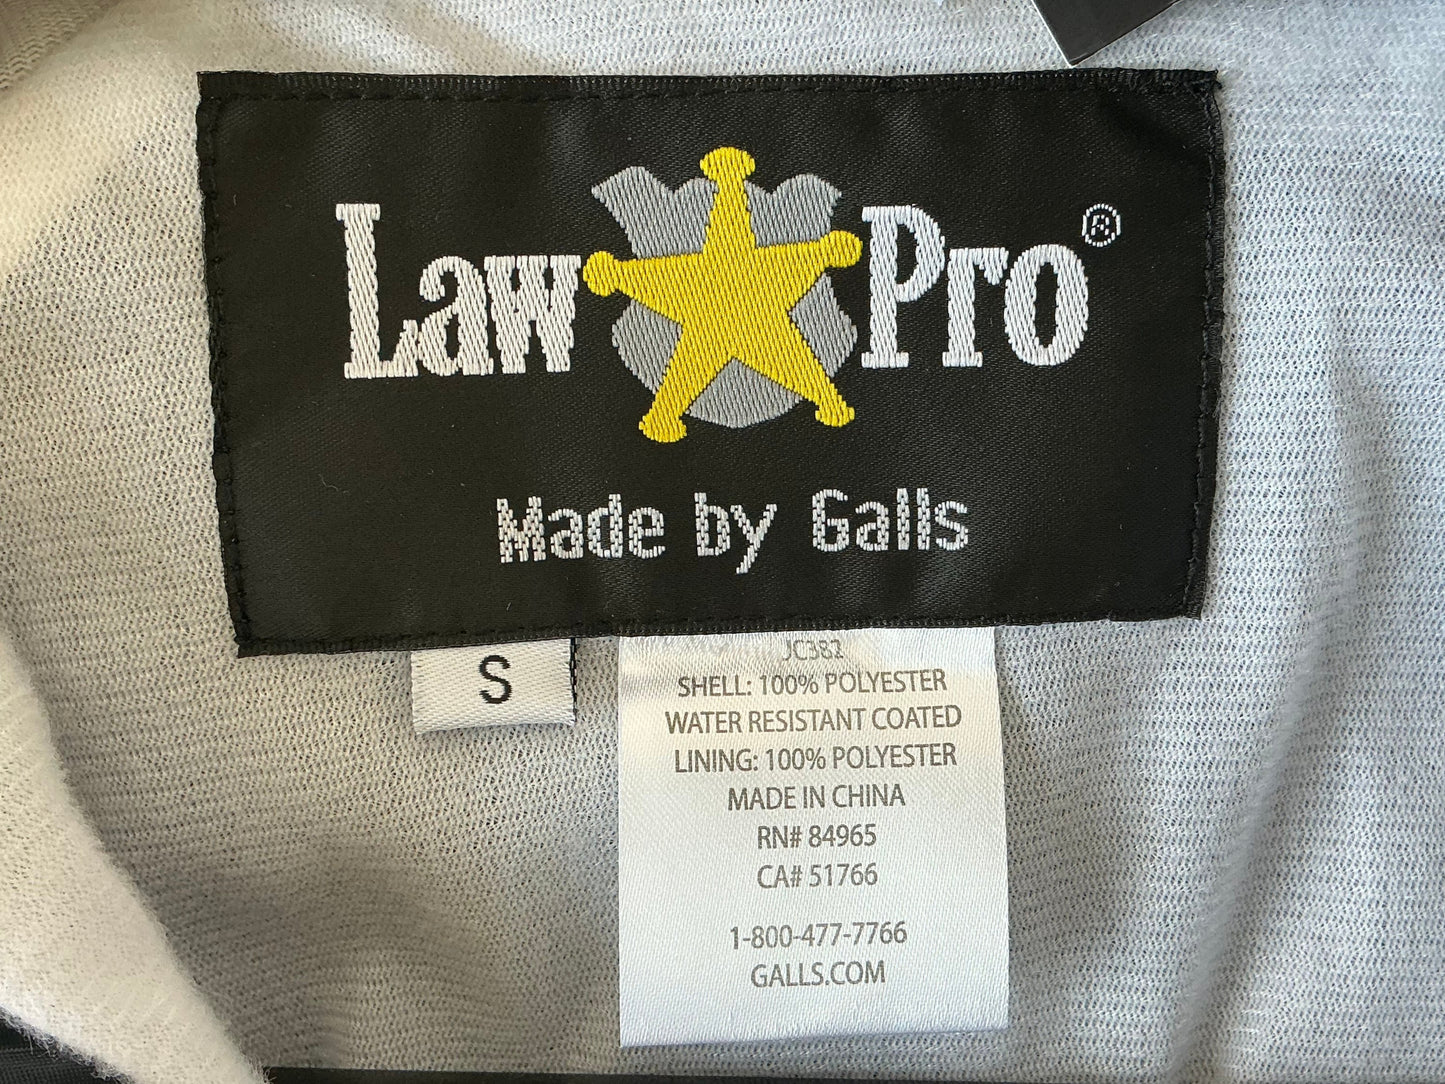 Law Pro®
Made by Galls
S
JC382
SHELL: 100% POLYESTER
WATER RESISTANT COATED
LINING: 100% POLYESTER
MADE IN CHINA
RN# 84965
CA# 51766
1-800-477-7766
GALLS.COM